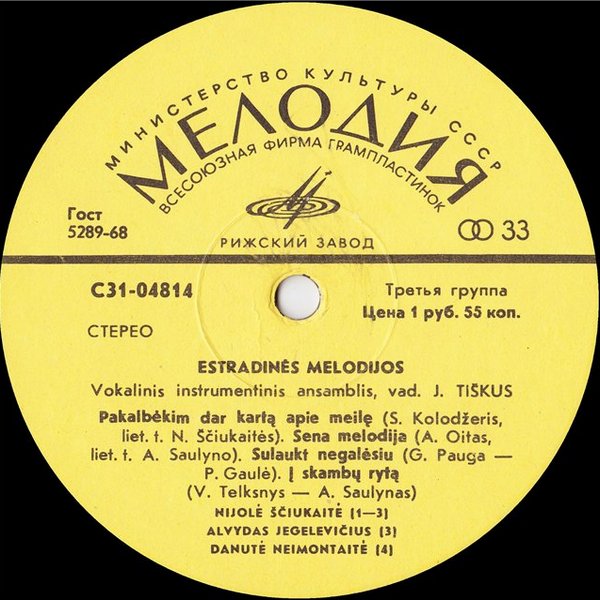 МИНИСТЕРСТВО КУЛЬТУРЫ СССР
МЕЛОДИЯ
ВСЕСОЮЗНАЯ ФИРМА ГРАМПЛАСТИНОК
Гост
5289-68
33
РИЖСКИЙ ЗАВОД
С31-04814
Третья группа
Цена 1 руб. 55 коп.
СТЕРЕО
ESTRADINĖS MELODIJOS
Vokalinis instrumentinis ansamblis, vad. J. TIŠKUS
Pakalbėkim dar kartą apie meilę (S. Kolodžeris,
liet. t. N. Ščiukaitės). Sena melodija (A. Oitas,
liet. t. A. Saulyno). Sulaukt negalėsiu (G. Pauga —
P. Gaulė). Į skambų rytą
(V. Telksnys — A. Saulynas)
NIJOLĖ ŠČIUKAITĖ (1—3)
ALVYDAS JEGELEVIČIUS (3)
DANUTĖ NEIMONTAITĖ (4)